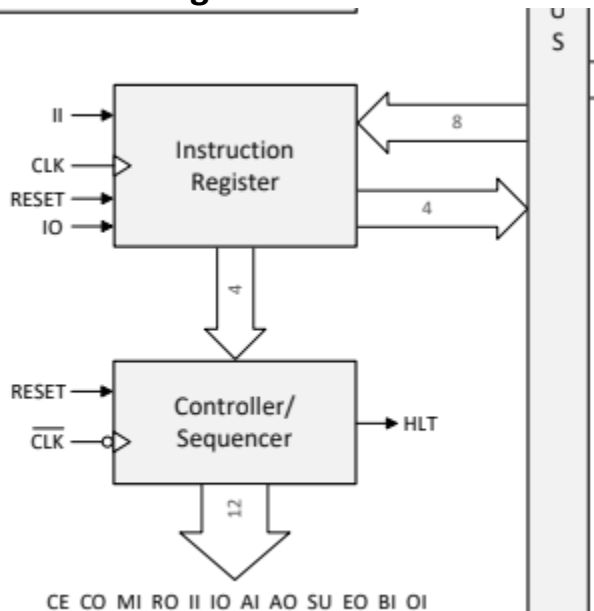 g
U
S
II
CLK
RESET
IO
Instruction
Register
8
4
4
RESET
CLK
Controller/
Sequencer
HLT
12
CE CO MI RO II IO AI AO SU EO BI OI